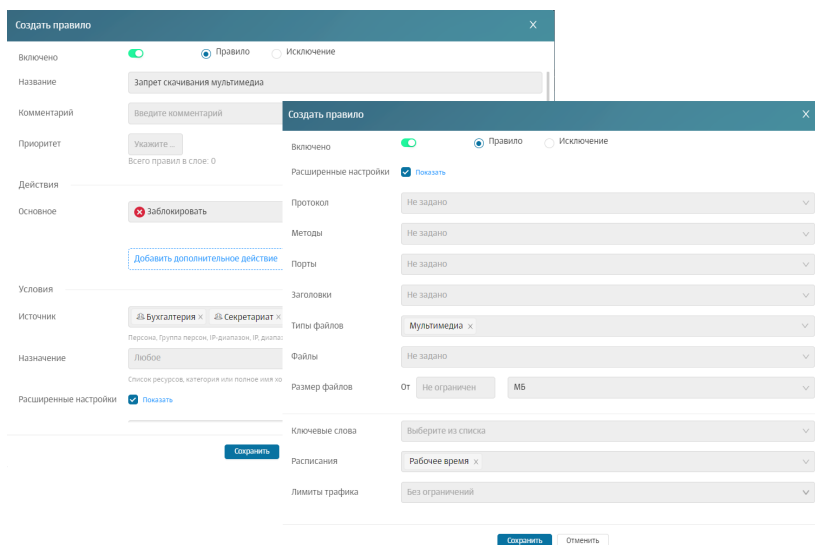 Создать правило
Включено
Правило
Исключение
Название
Запрет скачивания мультимедиа
Комментарий
Введите комментарий
Приоритет
Укажите ...
Всего правил в слое: 0
Действия
Основное
Заблокировать
Добавить дополнительное действие
Условия
Источник
Бухгалтерия ×
Секретариат ×
Персона, Группа персон, IP-диапазон, IP, диапаз
Назначение
Любое
Список ресурсов, категория или полное имя хо
Расширенные настройки
Показать
Сохранить
Создать правило
Включено
Правило
Исключение
Расширенные настройки
Показать
Протокол
Не задано
Методы
Не задано
Порты
Не задано
Заголовки
Не задано
Типы файлов
Мультимедиа ×
Файлы
Не задано
Размер файлов
От
Не ограничен
МБ
Ключевые слова
Выберите из списка
Расписания
Рабочее время ×
Лимиты трафика
Без ограничений
Сохранить
Отменить